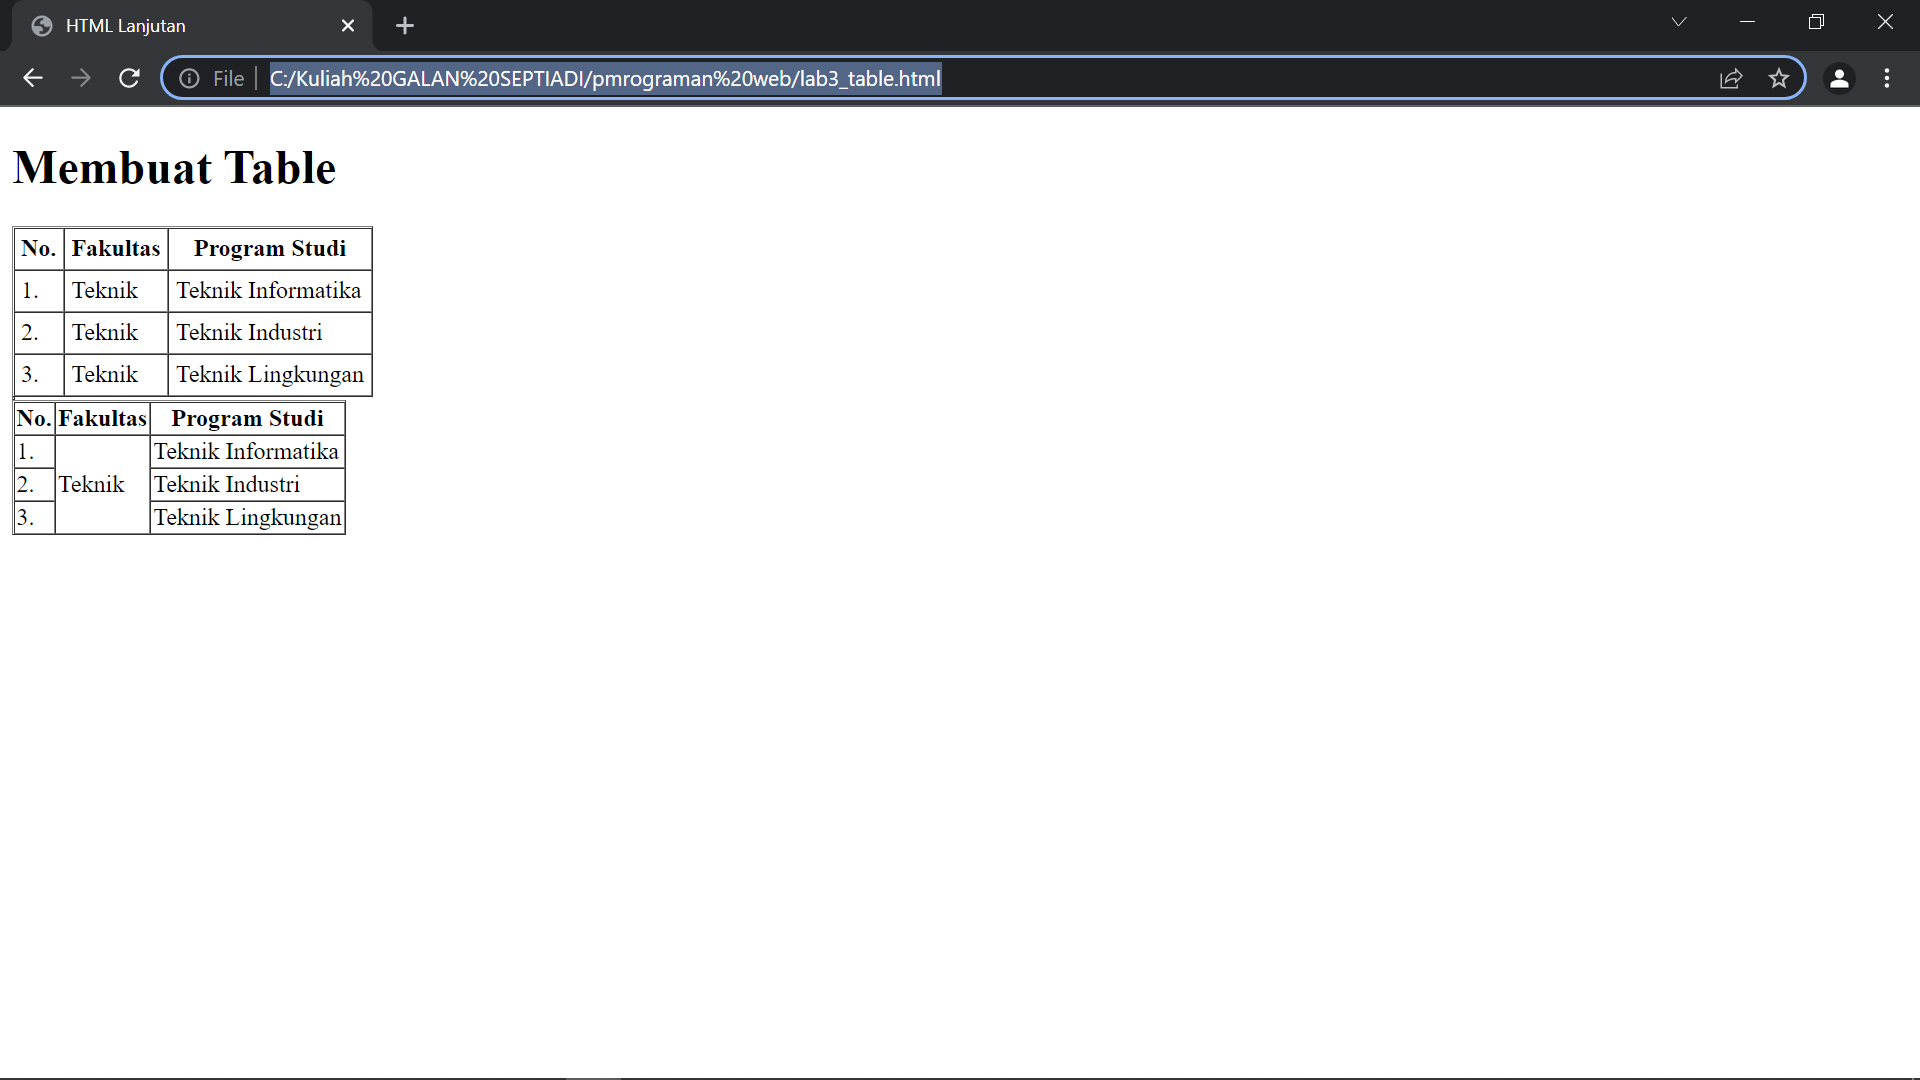 HTML Lanjutan
File C:/Kuliah%20GALAN%20SEPTIADI/pmrograman%20web/lab3_table.html
Membuat Table
No. Fakultas Program Studi
1. Teknik Teknik Informatika
2. Teknik Teknik Industri
3. Teknik Teknik Lingkungan
No. Fakultas Program Studi
1. Teknik Informatika
2. Teknik Teknik Industri
3. Teknik Lingkungan